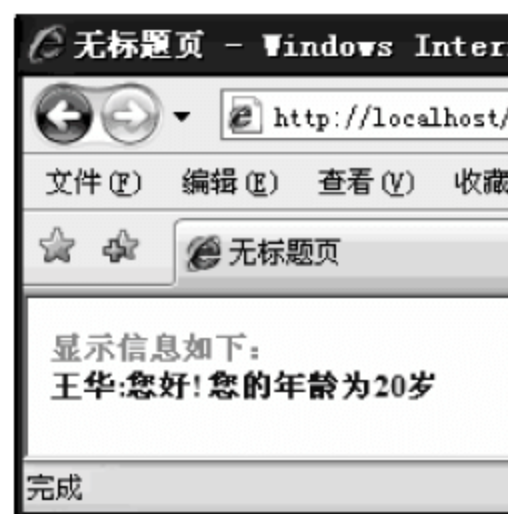 无标题页 - Windows Inter
http://localhost/
文件(F) 编辑(E) 查看(V) 收藏
无标题页
显示信息如下：
王华:您好! 您的年龄为20岁
完成